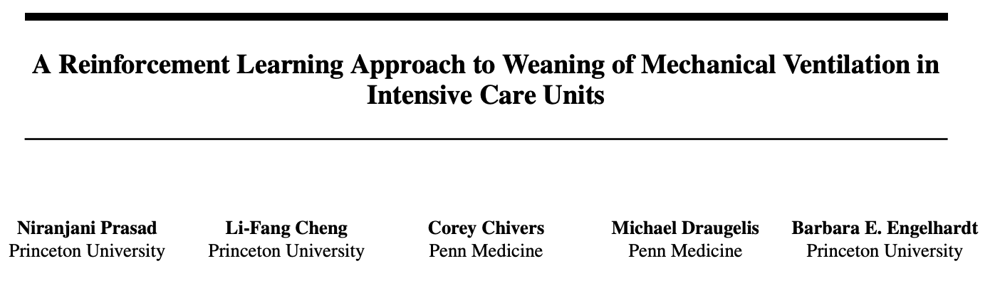 A Reinforcement Learning Approach to Weaning of Mechanical Ventilation in
Intensive Care Units
Niranjani Prasad
Princeton University
Li-Fang Cheng
Princeton University
Corey Chivers
Penn Medicine
Michael Draugelis
Penn Medicine
Barbara E. Engelhardt
Princeton University